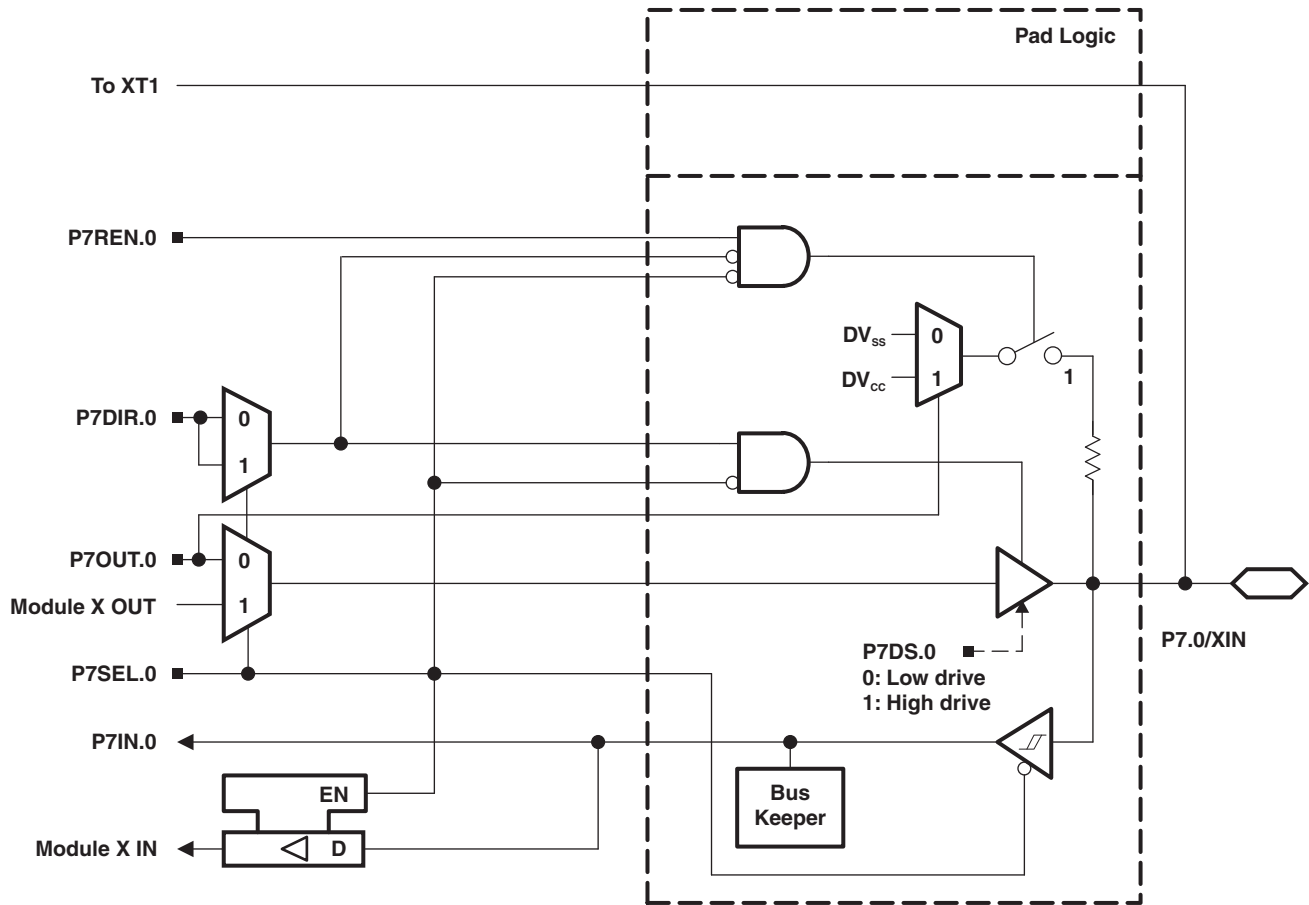 Pad Logic
To XT1
P7REN.0
DVSS
0
DVCC
1
1
P7DIR.0
0
1
P7OUT.0
0
Module X OUT
1
P7DS.0
0: Low drive
1: High drive
P7.0/XIN
P7SEL.0
P7IN.0
Bus
Keeper
EN
D
Module X IN